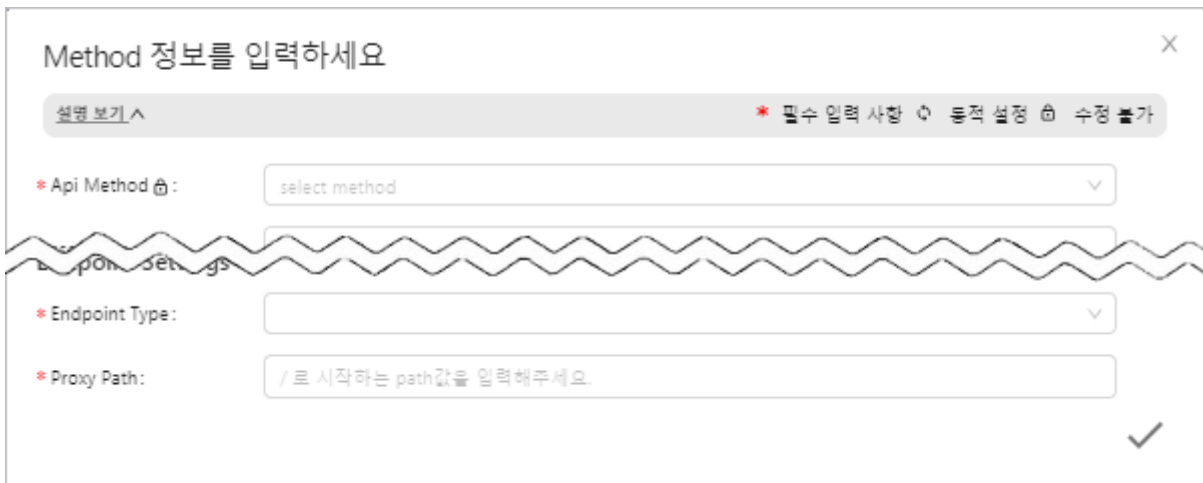 Method 정보를 입력하세요
설명 보기
* 필수 입력 사항 동적 설정 수정 불가
* Api Method :
select method
* Endpoint Type :
* Proxy Path :
/ 로 시작하는 path값을 입력해주세요.